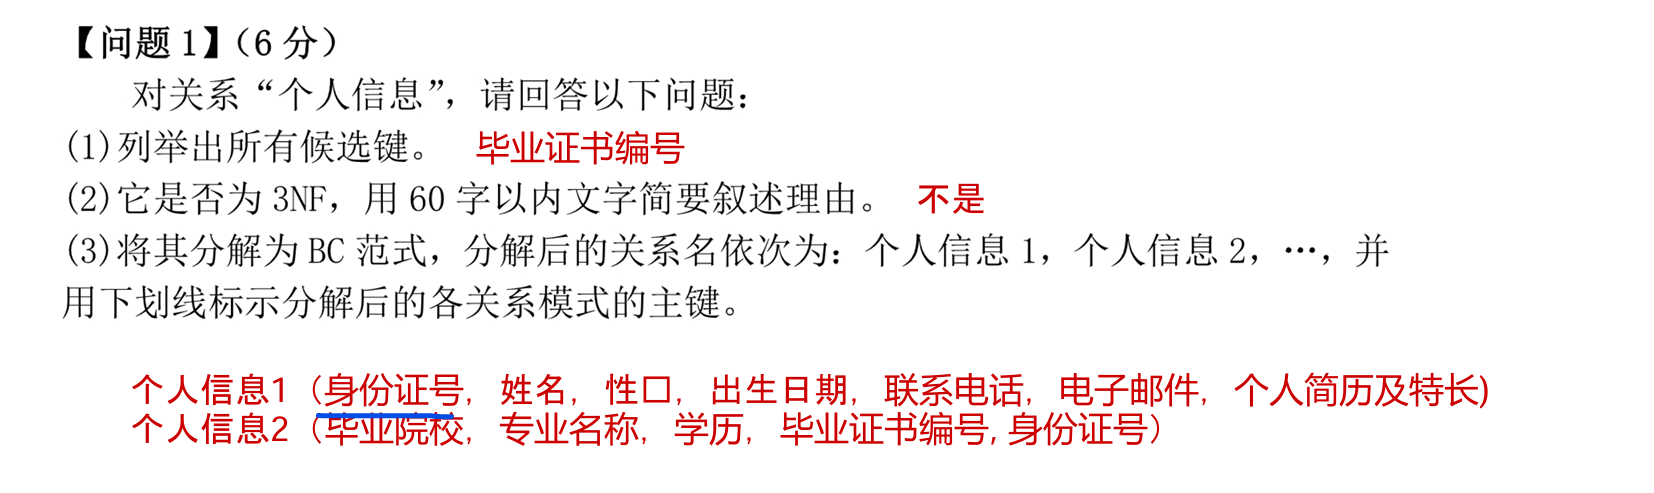 【问题1】(6分)
对关系“个人信息”，请回答以下问题：
(1)列举出所有候选键。 毕业证书编号
(2)它是否为3NF，用60字以内文字简要叙述理由。 不是
(3)将其分解为BC范式，分解后的关系名依次为：个人信息1，个人信息2，…，并
用下划线标示分解后的各关系模式的主键。
个人信息1（身份证号，姓名，性口，出生日期，联系电话，电子邮件，个人简历及特长)
个人信息2（毕业院校，专业名称，学历，毕业证书编号, 身份证号）